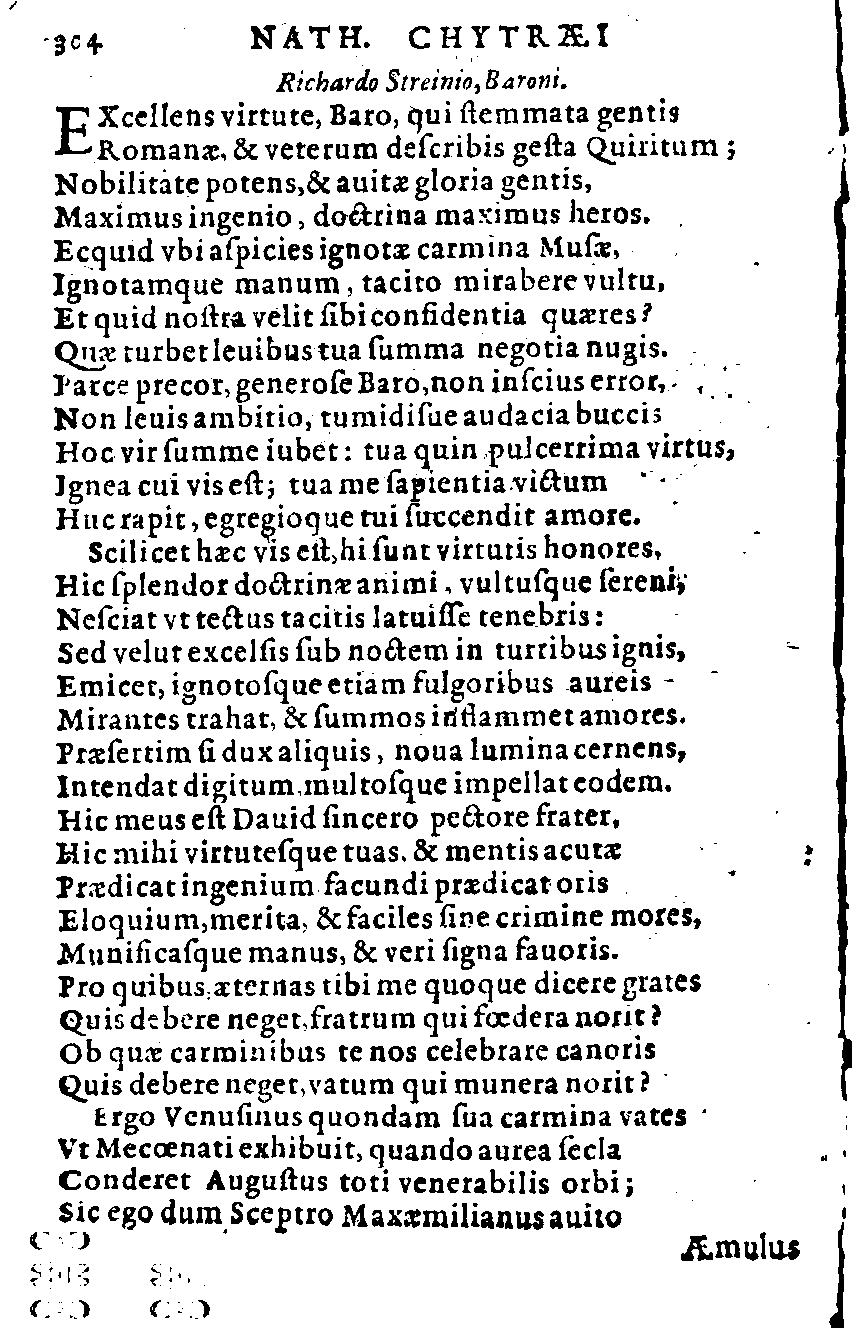 304 NATH. CHYTRÆI
Richardo Streinio, Baroni.
EXcellens virtute, Baro, qui ſtemmata gentis
Romanæ, & veterum deſcribis geſta Quiritum;
Nobilitate potens, & auitæ gloria gentis,
Maximus ingenio, doctrina maximus heros.
Ecquid vbi aſpicies ignotæ carmina Muſæ,
Ignotamque manum, tacito mirabere vultu,
Et quid noſtra velit ſibi confidentia quæres?
Quæ turbet leuibus tua ſumma negotia nugis.
Parce precor, generoſe Baro, non inſcius error,
Non leuis ambitio, tumidiſue audacia buccis
Hoc vir ſumme iubet: tua quin pulcerrima virtus,
Ignea cui vis eſt; tua me ſapientia victum
Huc rapit, egregioque tui ſuccendit amore.
Scilicet hæc vis eſt, hi ſunt virtutis honores,
Hic ſplendor doctrinæ animi, vultuſque ſereni,
Neſciat vt tectus tacitis latuiſſe tenebris:
Sed velut excelſis ſub noctem in turribus ignis,
Emicet, ignotoſque etiam fulgoribus aureis
Mirantes trahat, & ſummos inflammet amores.
Præſertim ſi dux aliquis, noua lumina cernens,
Intendat digitum, multoſque impellat eodem.
Hic meus eſt Dauid ſincero pectore frater,
Hic mihi virtuteſque tuas, & mentis acutæ
Prædicat ingenium facundi prædicat oris
Eloquium, merita, & faciles ſine crimine mores,
Munificaſque manus, & veri ſigna fauoris.
Pro quibus æternas tibi me quoque dicere grates
Quis debere neget, fratrum qui fœdera norit?
Ob quæ carminibus te nos celebrare canoris
Quis debere neget, vatum qui munera norit?
Ergo Venuſinus quondam ſua carmina vates
Vt Mecœnati exhibuit, quando aurea ſecla
Conderet Auguſtus toti venerabilis orbi;
Sic ego dum Sceptro Maxæmilianus auito
Æmulus